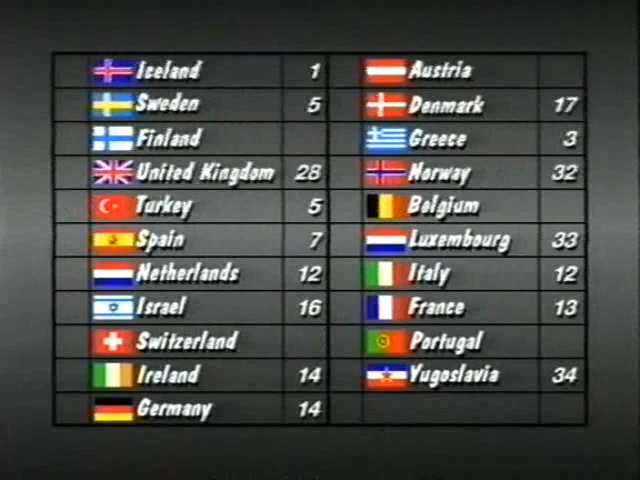 Iceland 1
Sweden 5
Finland
United Kingdom 28
Turkey 5
Spain 7
Netherlands 12
Israel 16
Switzerland
Ireland 14
Germany 14
Austria
Denmark 17
Greece 3
Norway 32
Belgium
Luxembourg 33
Italy 12
France 13
Portugal
Yugoslavia 34